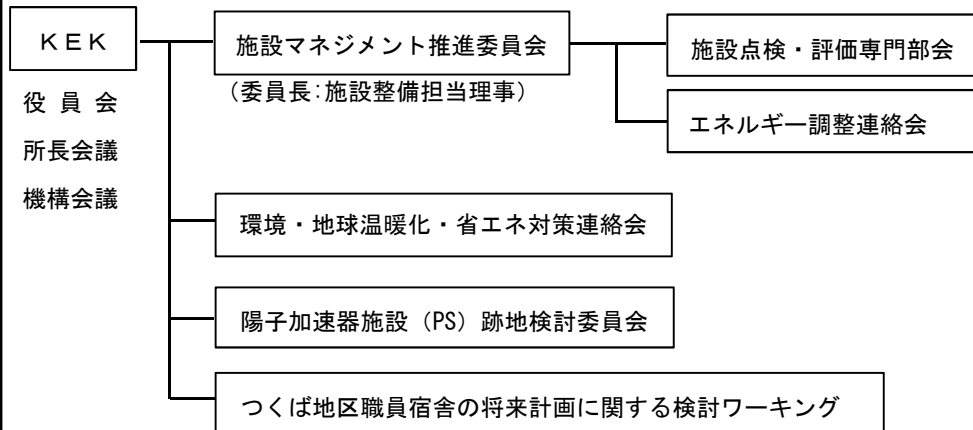 ＫＥＫ
役 員 会
所長会議
機構会議
施設マネジメント推進委員会
（委員長：施設整備担当理事）
施設点検・評価専門部会
エネルギー調整連絡会
環境・地球温暖化・省エネ対策連絡会
陽子加速器施設（PS）跡地検討委員会
つくば地区職員宿舎の将来計画に関する検討ワーキング